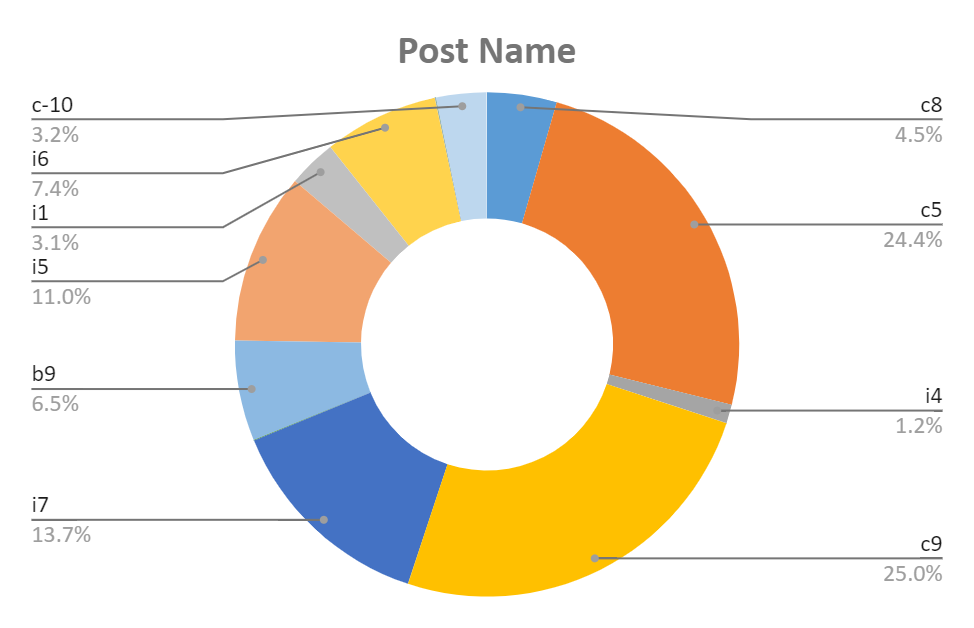 Post Name
c-10
3.2%
i6
7.4%
i1
3.1%
i5
11.0%
b9
6.5%
i7
13.7%
c8
4.5%
c5
24.4%
i4
1.2%
c9
25.0%